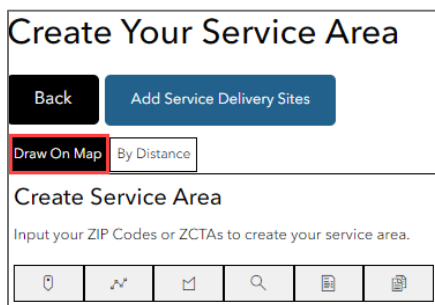 Create Your Service Area
Back Add Service Delivery Sites
Draw On Map By Distance
Create Service Area
Input your ZIP Codes or ZCTAs to create your service area.